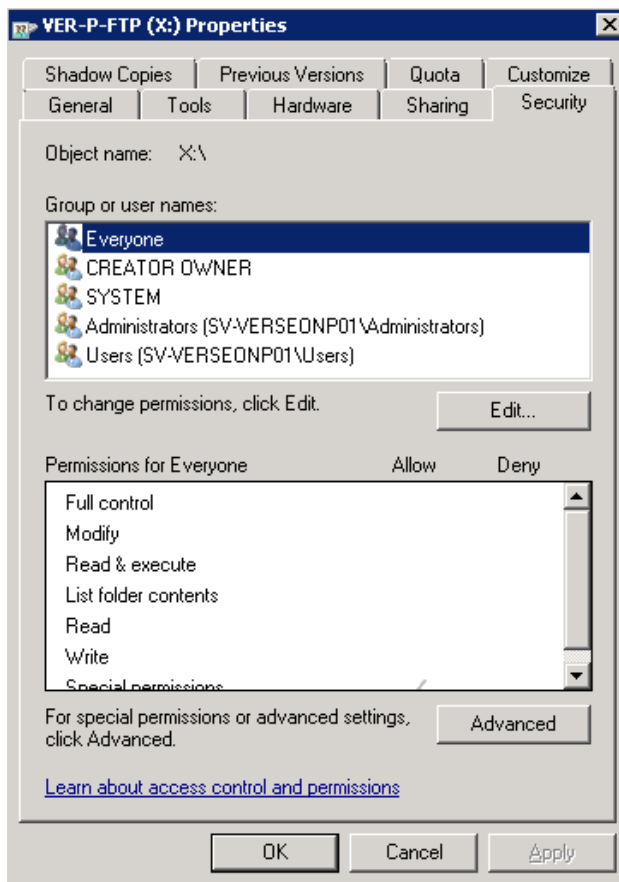 VER-P-FTP (X:) Properties
Shadow Copies Previous Versions Quota Customize
General Tools Hardware Sharing Security
Object name: X:\
Group or user names:
Everyone
CREATOR OWNER
SYSTEM
Administrators (SV-VERSEONP01\Administrators)
Users (SV-VERSEONP01\Users)
To change permissions, click Edit.
Edit...
Permissions for Everyone Allow Deny
Full control
Modify
Read & execute
List folder contents
Read
Write
Special permissions
For special permissions or advanced settings,
click Advanced.
Advanced
Learn about access control and permissions
OK Cancel Apply